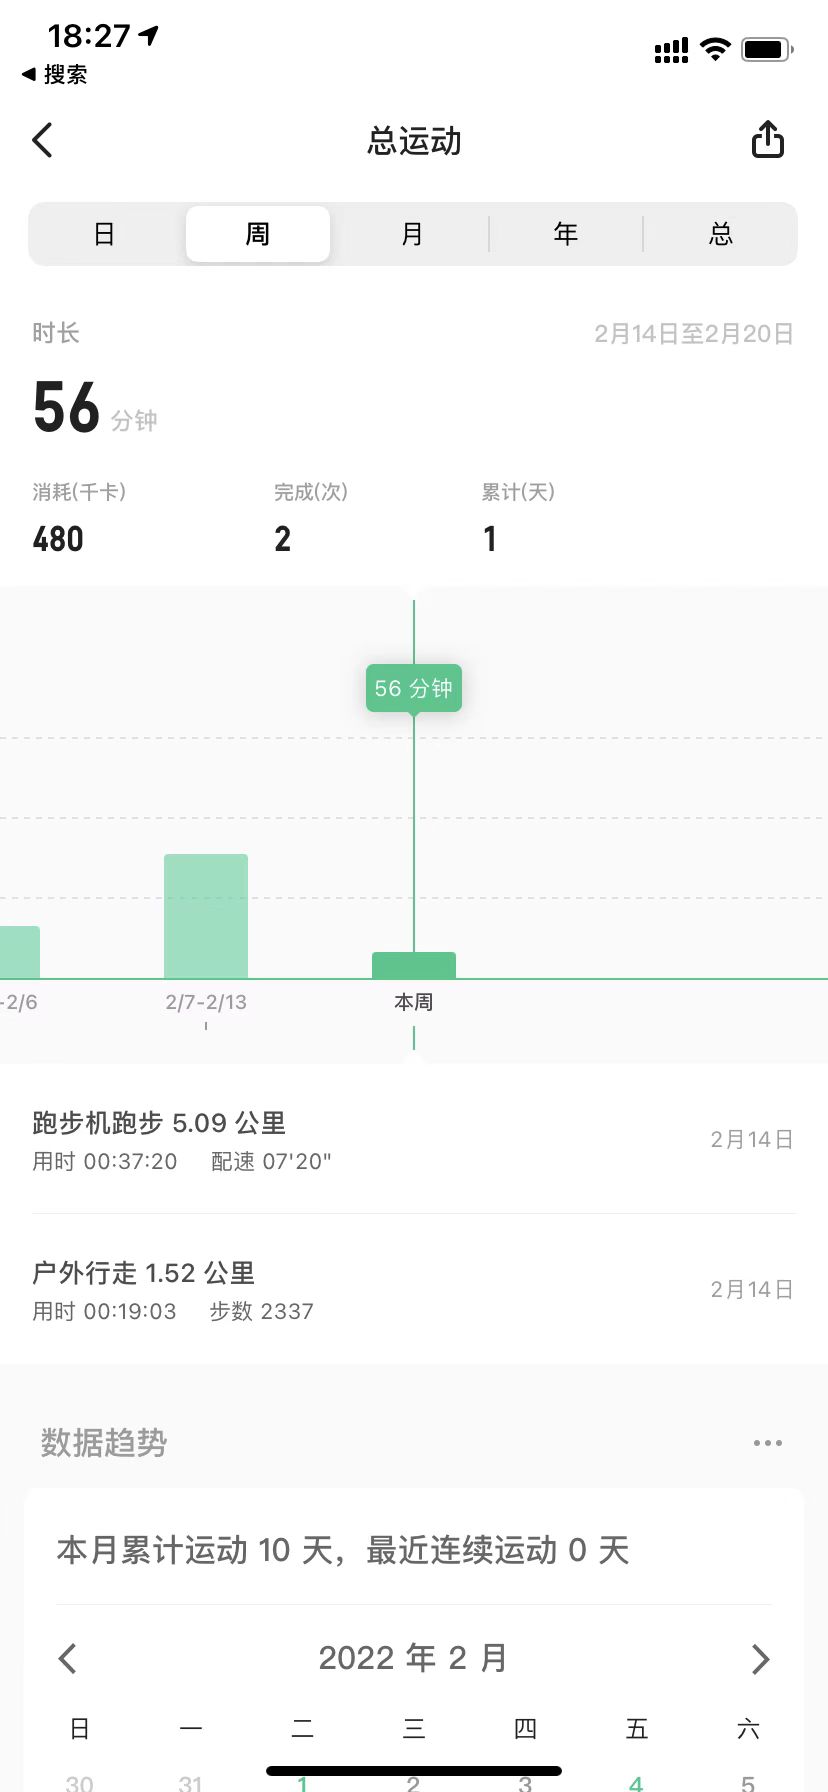 18:27
搜索
总运动
日 周 月 年 总
时长 2月14日至2月20日
56 分钟
消耗(千卡) 完成(次) 累计(天)
480 2 1
56 分钟
-2/6 2/7-2/13 本周
跑步机跑步 5.09 公里
2月14日
用时 00:37:20 配速 07'20"
户外行走 1.52 公里
2月14日
用时 00:19:03 步数 2337
数据趋势
本月累计运动 10 天，最近连续运动 0 天
2022 年 2 月
日 一 二 三 四 五 六
30 31 1 2 3 4 5